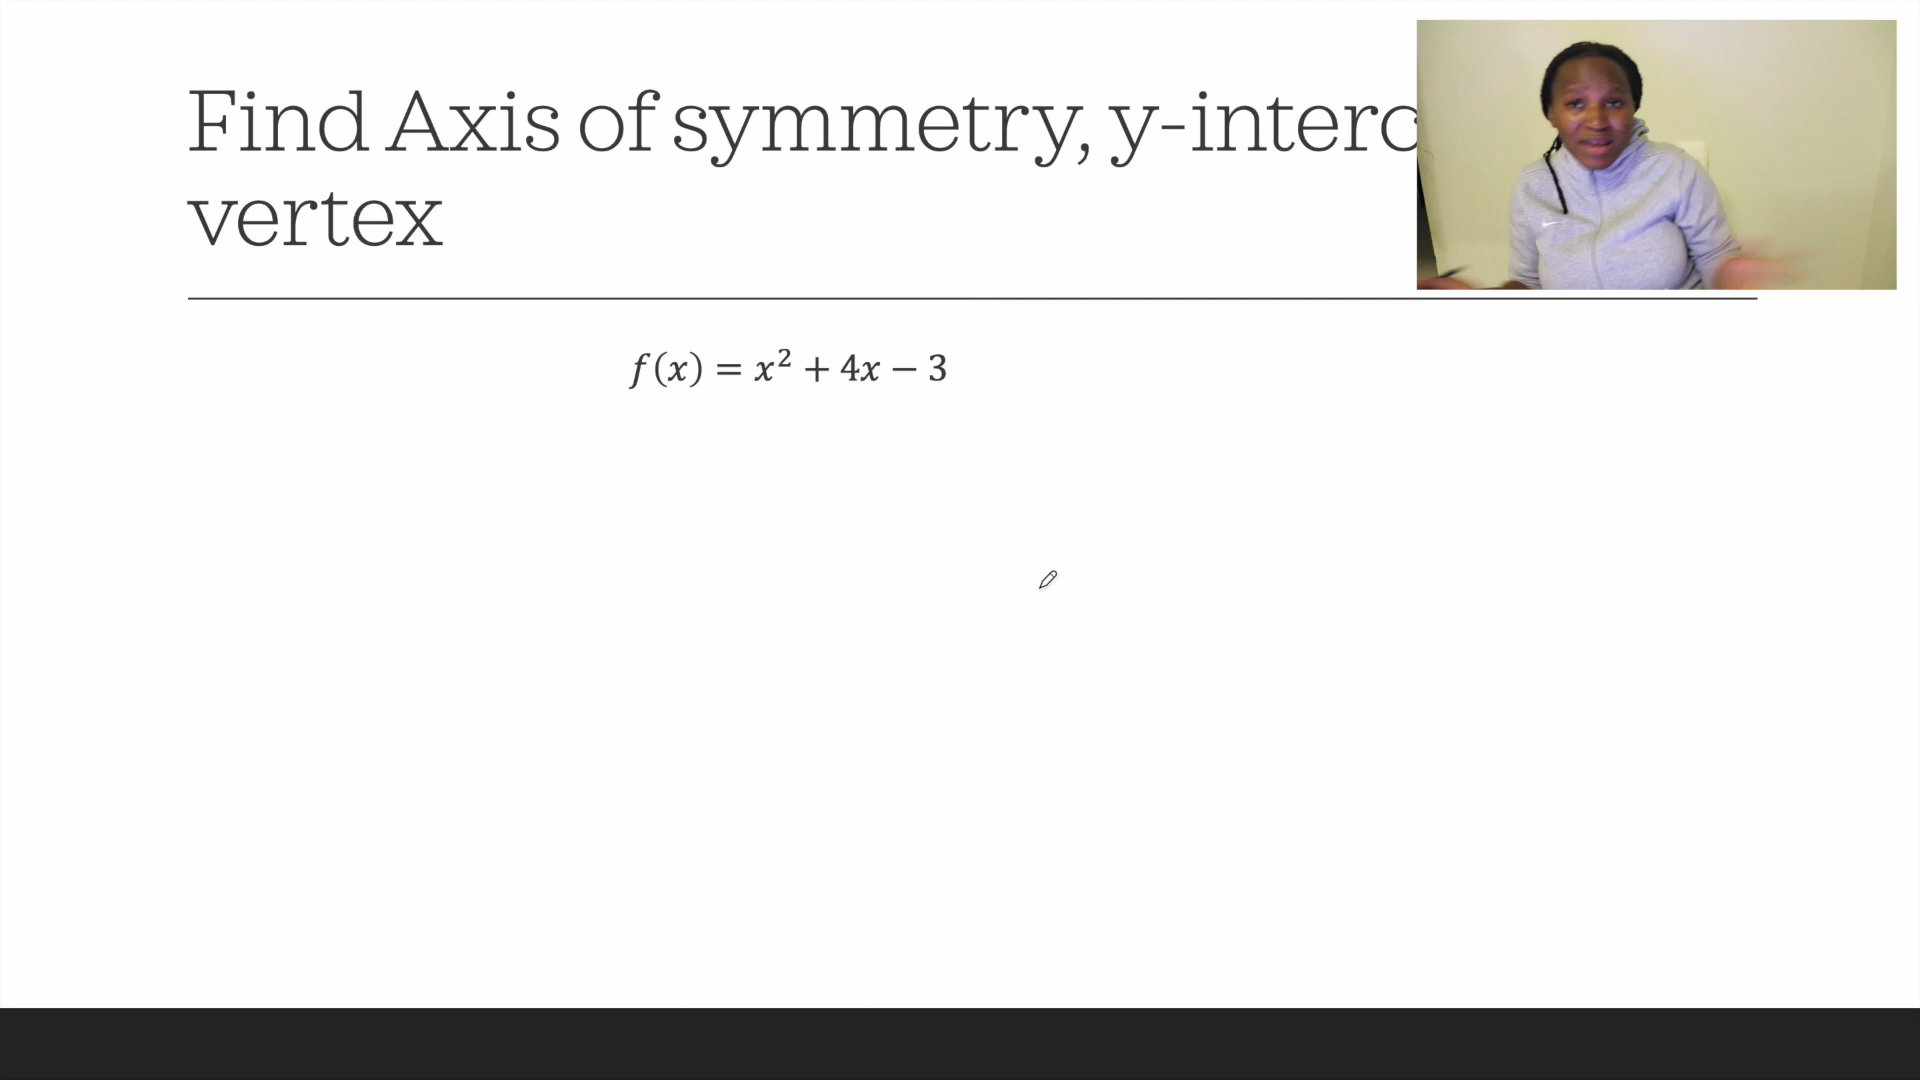 Find Axis of symmetry, y-interc
vertex
f(x) = x² + 4x − 3